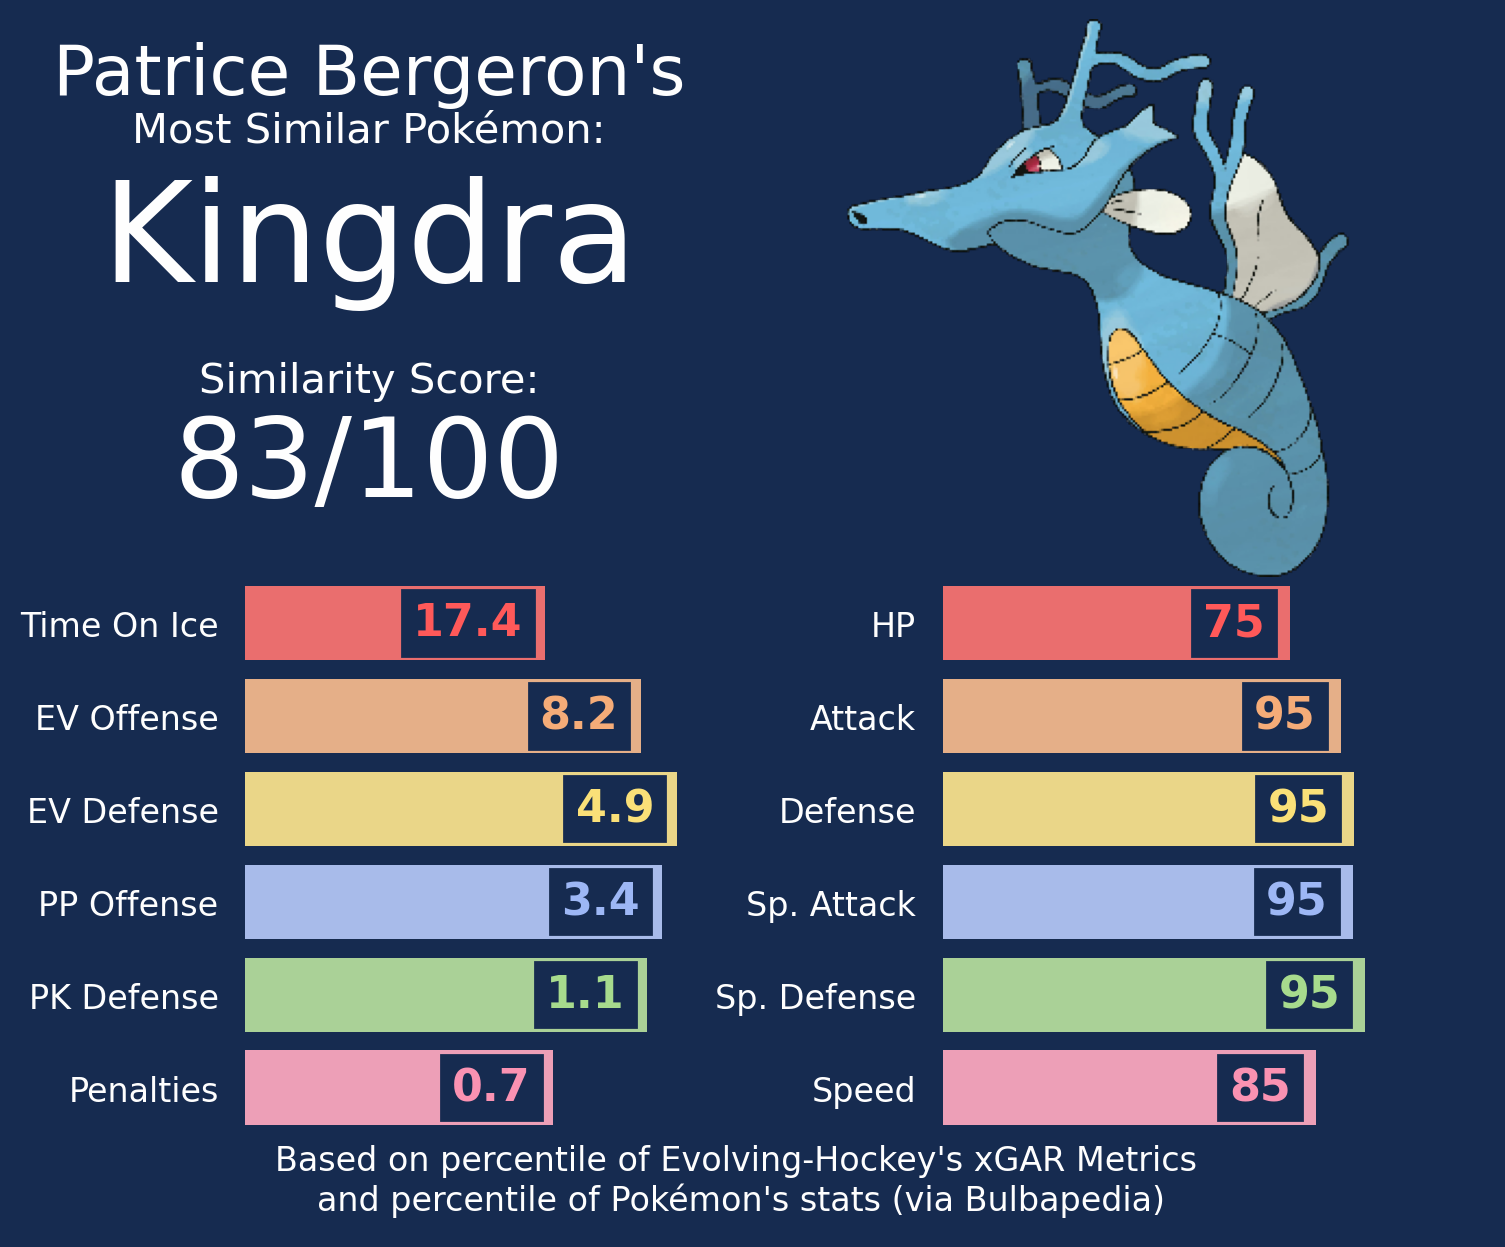 Patrice Bergeron's
Most Similar Pokémon:
Kingdra
Similarity Score:
83/100
Time On Ice 17.4
EV Offense 8.2
EV Defense 4.9
PP Offense 3.4
PK Defense 1.1
Penalties 0.7
HP 75
Attack 95
Defense 95
Sp. Attack 95
Sp. Defense 95
Speed 85
Based on percentile of Evolving-Hockey's xGAR Metrics
and percentile of Pokémon's stats (via Bulbapedia)